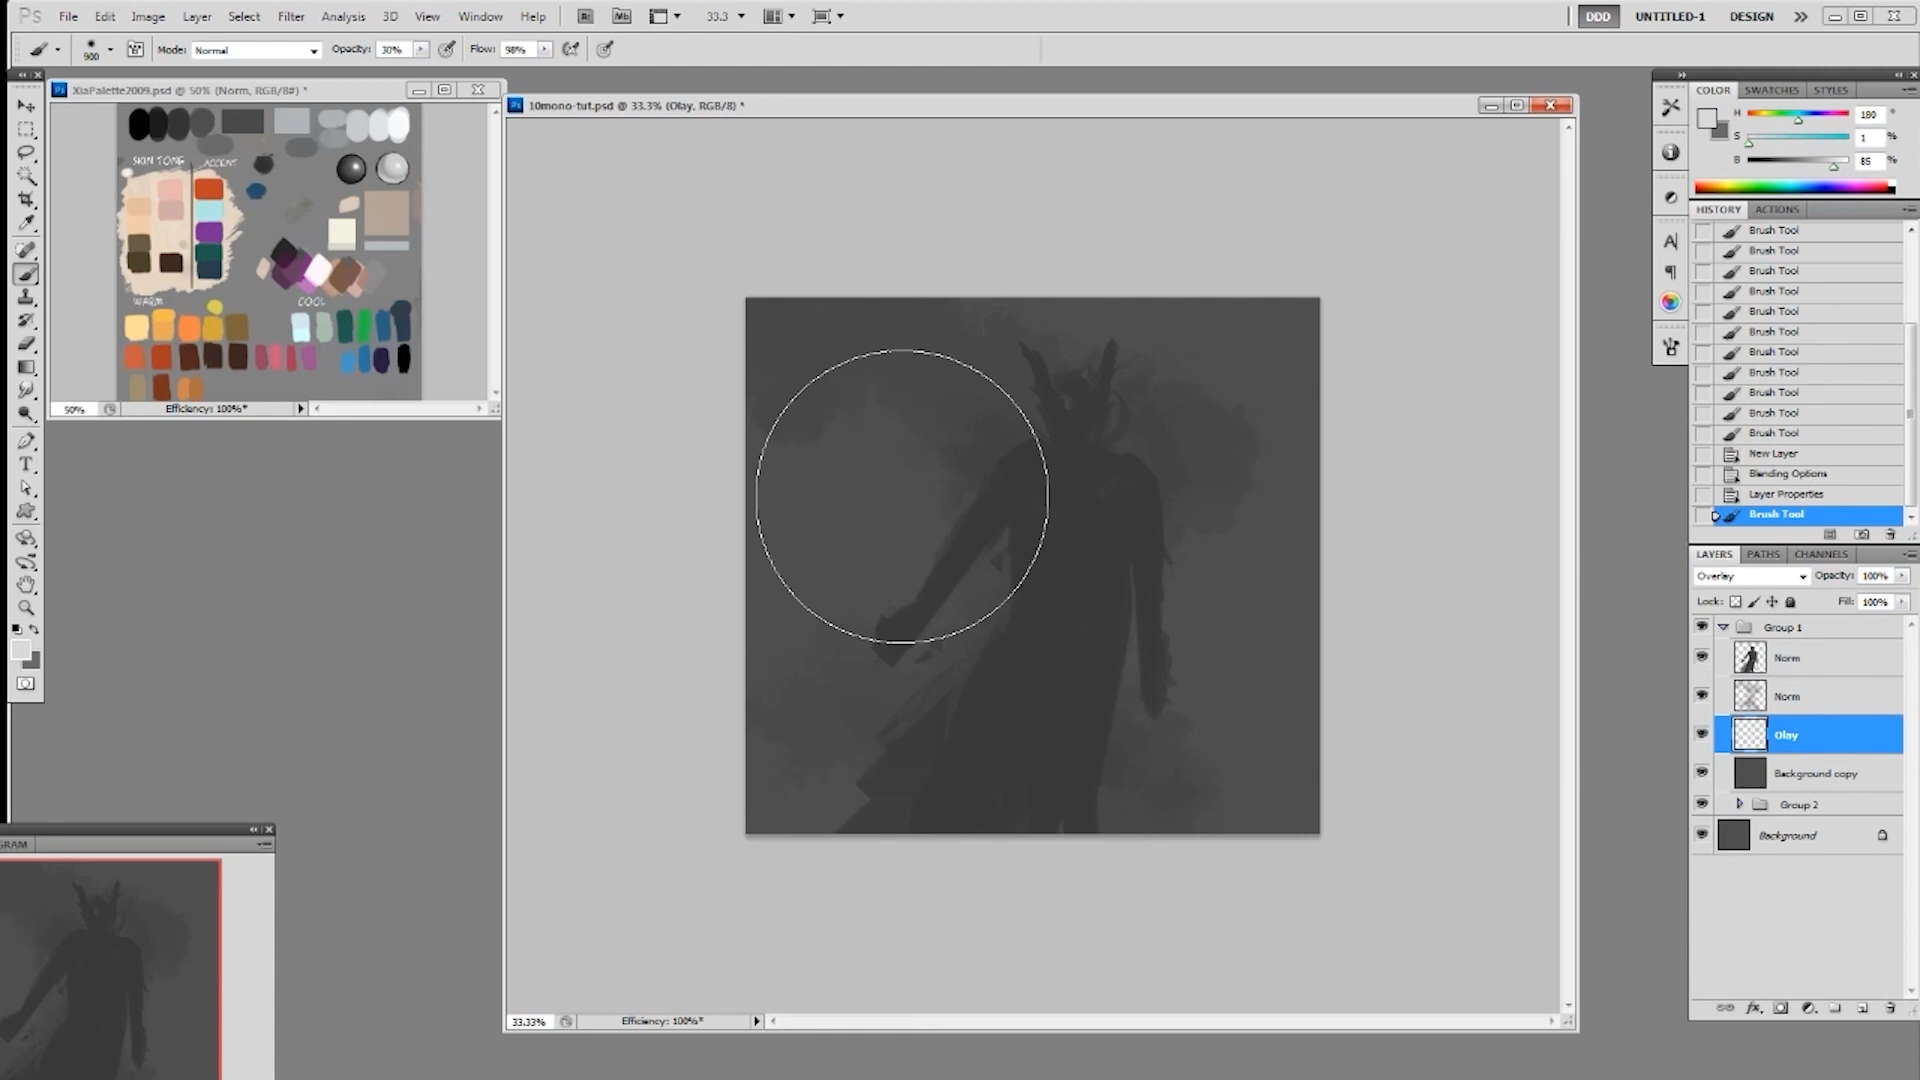 Ps File Edit Image Layer Select Filter Analysis 3D View Window Help Br Mb 33.3 DDD UNTITLED-1 DESIGN
900 Mode: Normal Opacity: 30% Flow: 98%
XiaPalette2009.psd @ 50% (Norm, RGB/8#) *
SKIN TONE ACCENT
WARM COOL
50% Efficiency: 100%*
10mono-tut.psd @ 33.3% (Olay, RGB/8) *
33.33% Efficiency: 100%*
GRAM
COLOR SWATCHES STYLES
H 180 °
S 1 %
B 85 %
HISTORY ACTIONS
Brush Tool
Brush Tool
Brush Tool
Brush Tool
Brush Tool
Brush Tool
Brush Tool
Brush Tool
Brush Tool
Brush Tool
Brush Tool
New Layer
Blending Options
Layer Properties
Brush Tool
LAYERS PATHS CHANNELS
Overlay Opacity: 100%
Lock: Fill: 100%
Group 1
Norm
Norm
Olay
Background copy
Group 2
Background